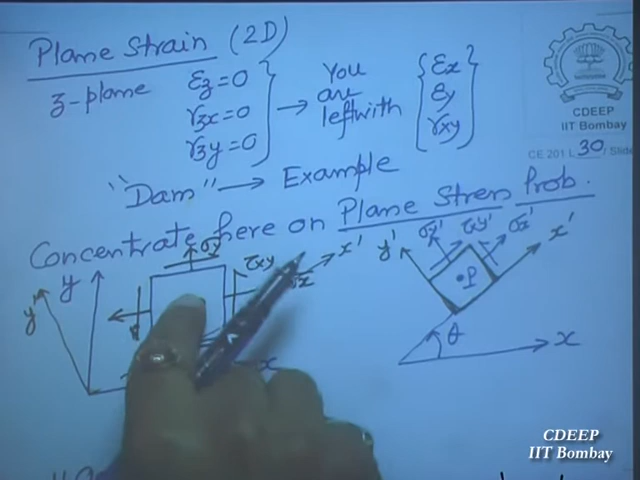 Plane Strain (2D)
z-plane εz=0
γzx=0
γzy=0
You
are
left with
{ εx
εy
γxy }
CDEEP
IIT Bombay
CE 201 L 30 / Slide
"Dam" → Example
Concentrate here on Plane Stress Prob.
y' y σy τxy σx x' x
y' σy' τxy' σx' x'
P
θ x
CDEEP
IIT Bombay